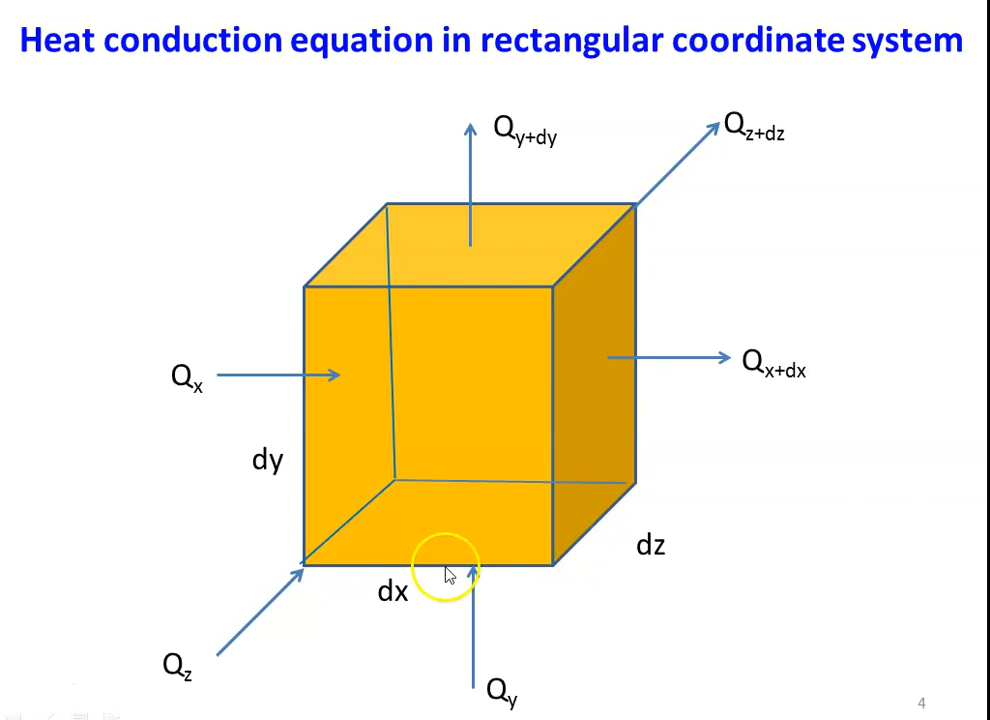 Heat conduction equation in rectangular coordinate system
Qy+dy
Qz+dz
Qx+dx
Qx
dy
dz
dx
Qz
Qy
4